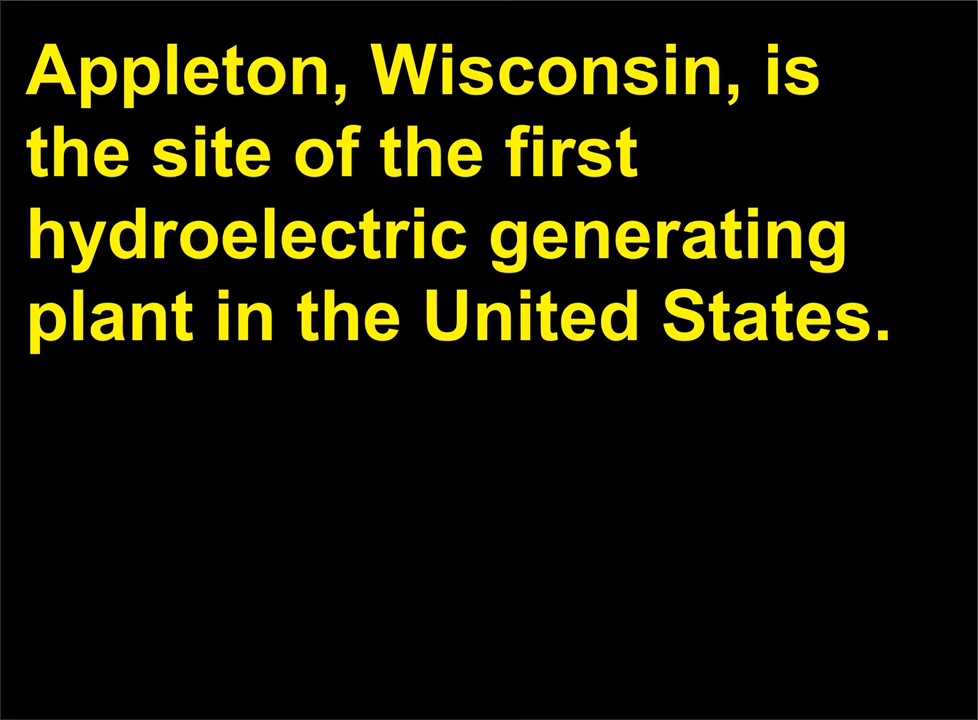 Appleton, Wisconsin, is
the site of the first
hydroelectric generating
plant in the United States.